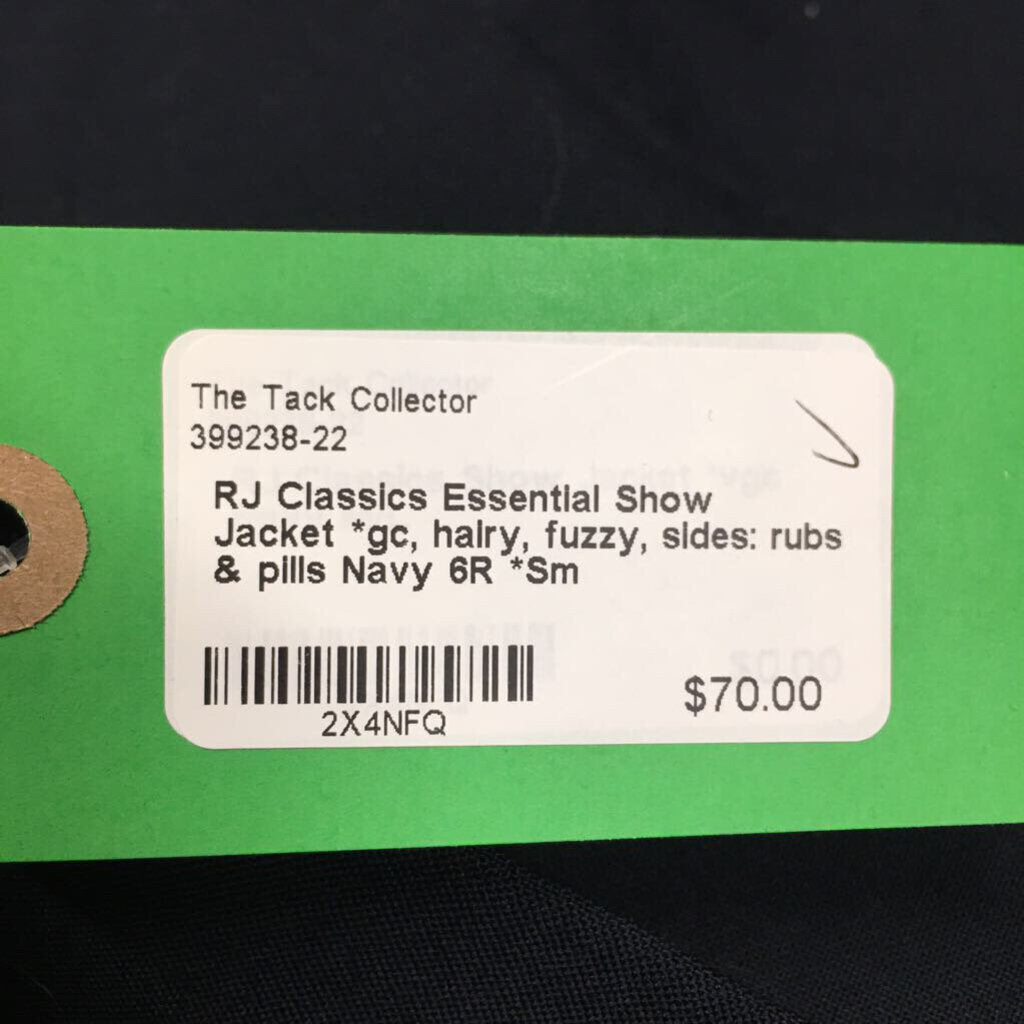 The Tack Collector
399238-22
RJ Classics Essential Show
Jacket *gc, hairy, fuzzy, sides: rubs
& pills Navy 6R *Sm
2X4NFQ
$70.00